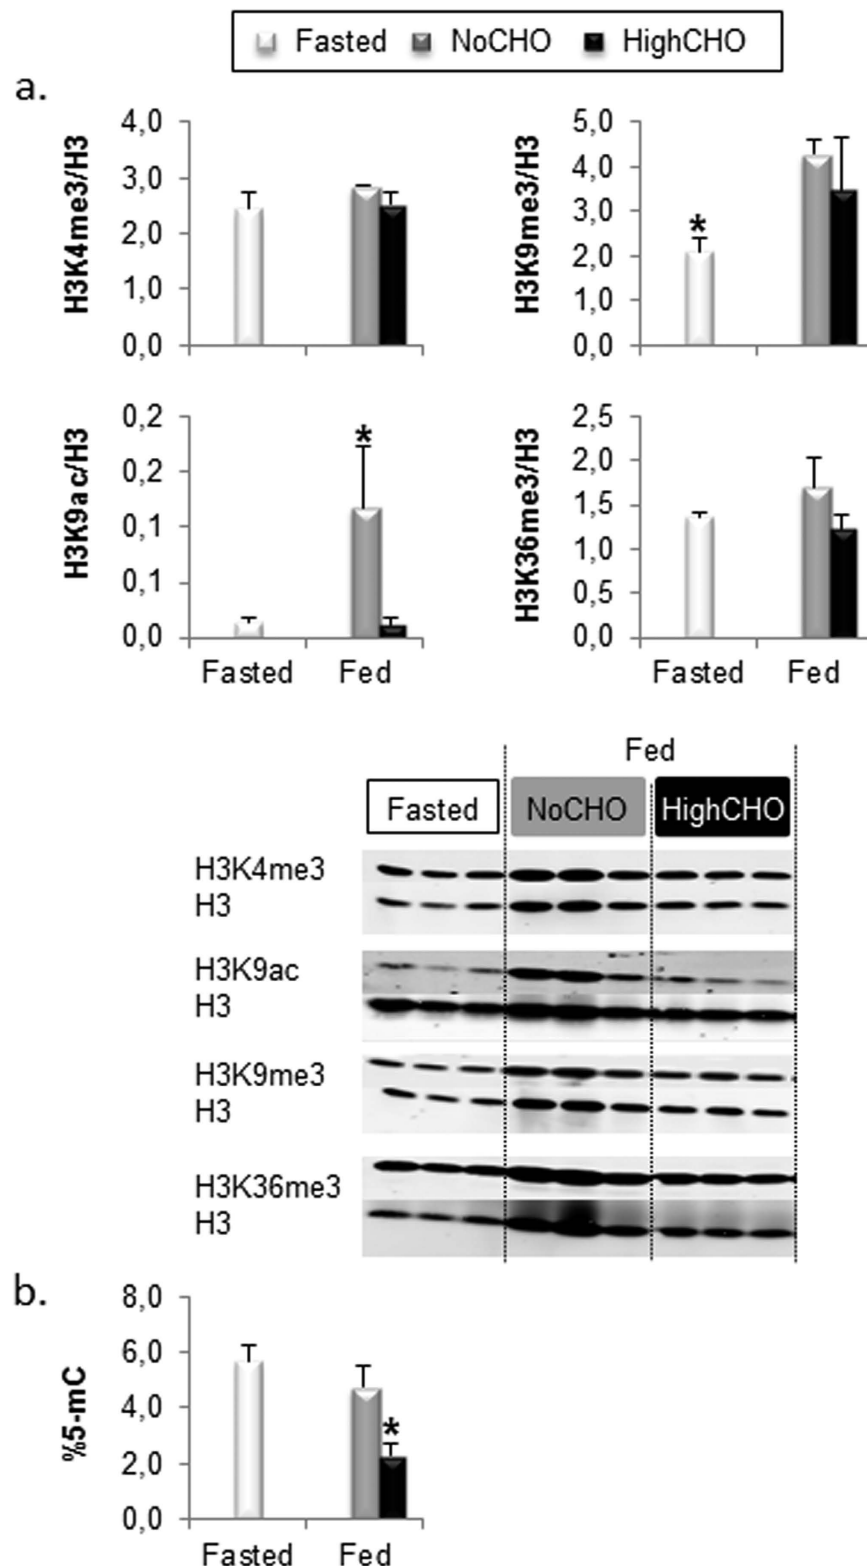 Fasted NoCHO HighCHO
a.
H3K4me3/H3
4,0
3,0
2,0
1,0
0,0
H3K9me3/H3
5,0
4,0
3,0
2,0
1,0
0,0
*
H3K9ac/H3
0,2
0,2
0,1
0,1
0,0
*
Fasted Fed
H3K36me3/H3
2,5
2,0
1,5
1,0
0,5
0,0
Fasted Fed
Fed
Fasted NoCHO HighCHO
H3K4me3
H3
H3K9ac
H3
H3K9me3
H3
H3K36me3
H3
b.
%5-mC
8,0
6,0
4,0
2,0
0,0
*
Fasted Fed